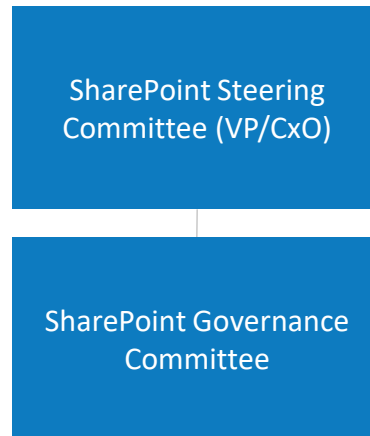 SharePoint Steering
Committee (VP/CxO)
SharePoint Governance
Committee